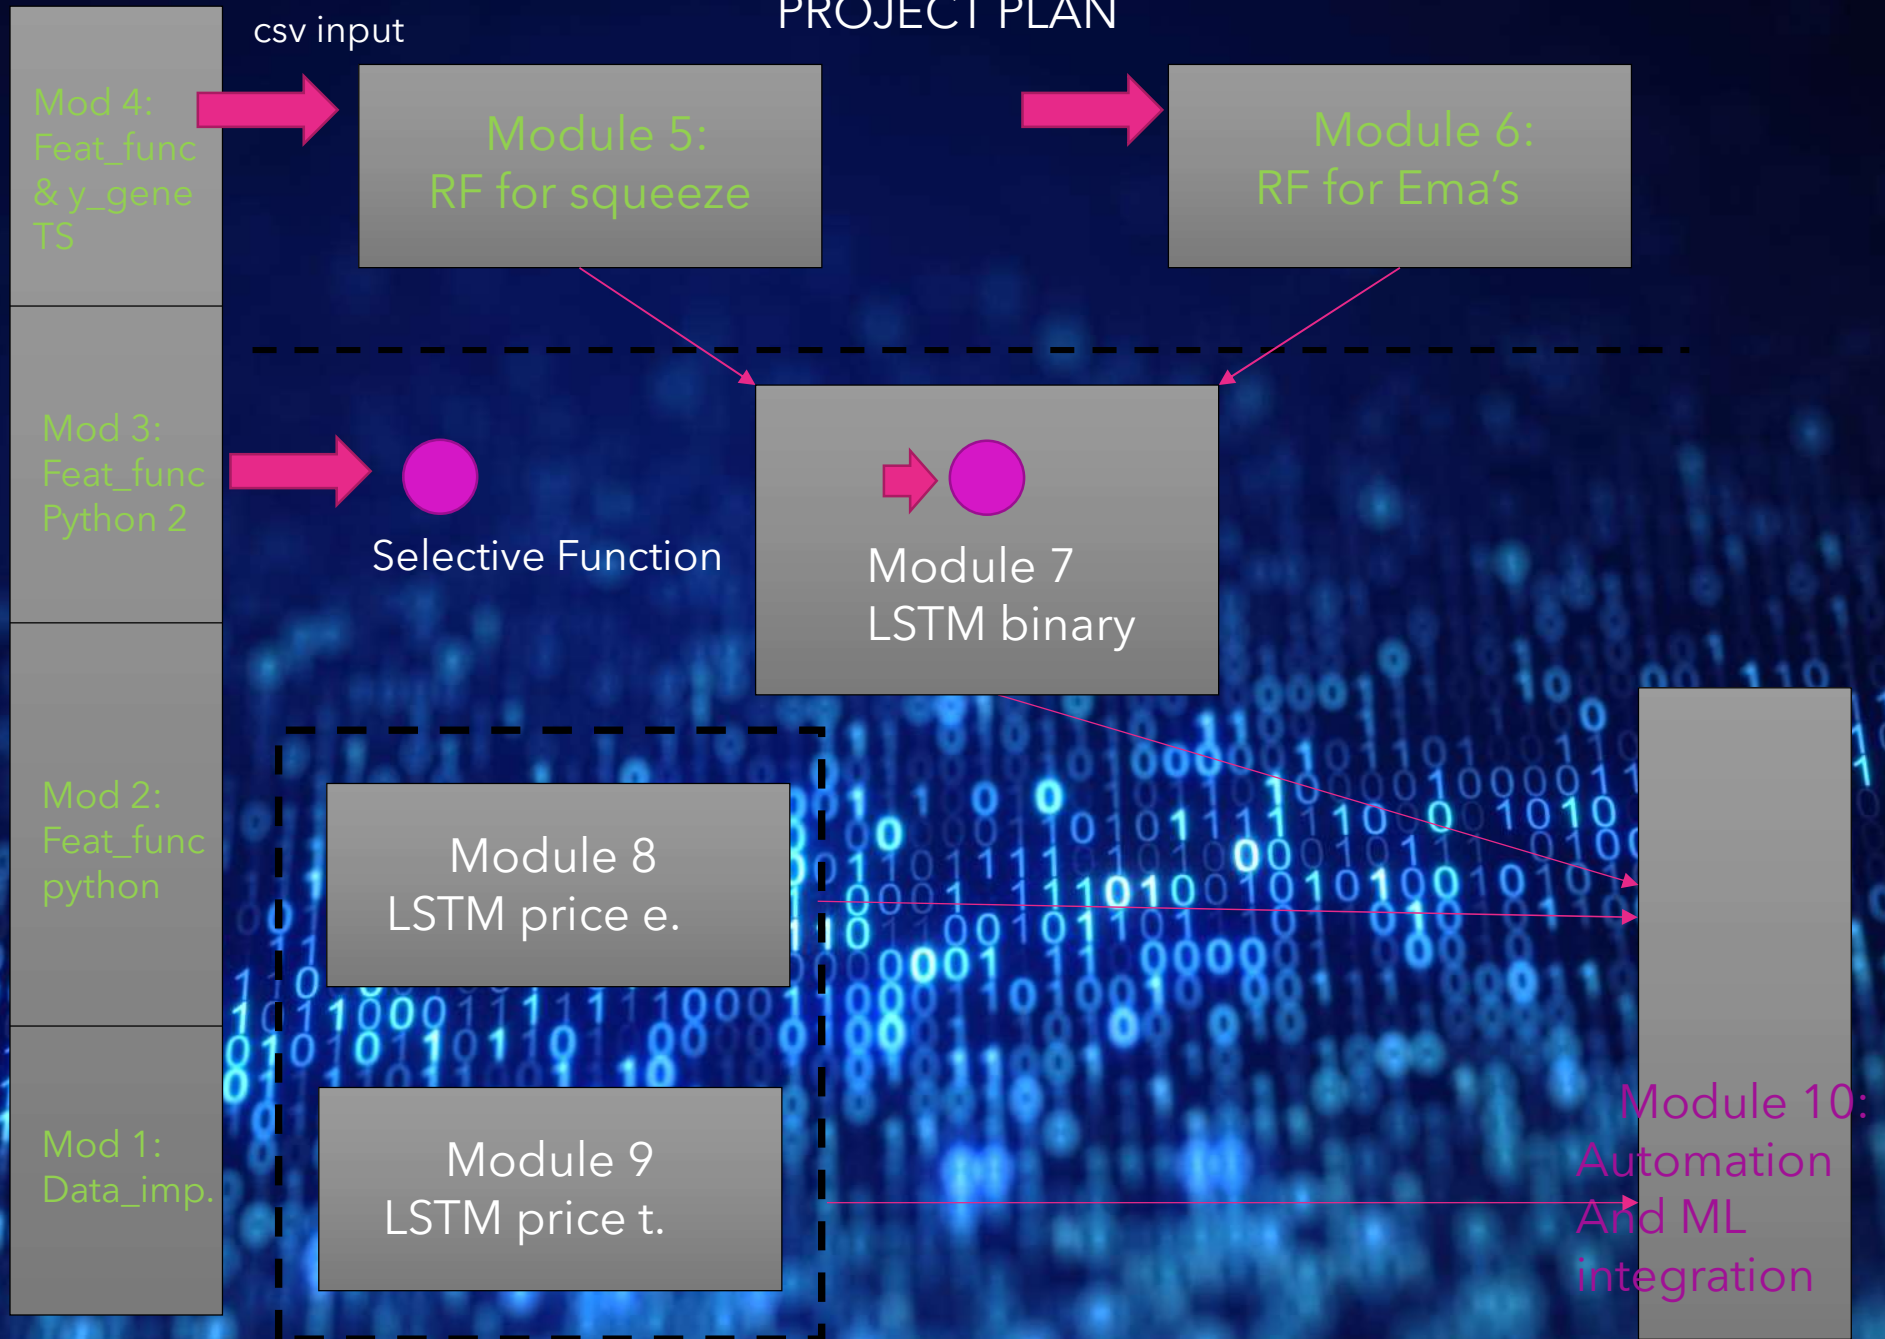 PROJECT PLAN
csv input
Mod 4:
Feat_func
& y_gene
TS
Module 5:
RF for squeeze
Module 6:
RF for Ema's
Mod 3:
Feat_func
Python 2
Selective Function
Module 7
LSTM binary
Mod 2:
Feat_func
python
Module 8
LSTM price e.
Mod 1:
Data_imp.
Module 9
LSTM price t.
Module 10:
Automation
And ML
integration